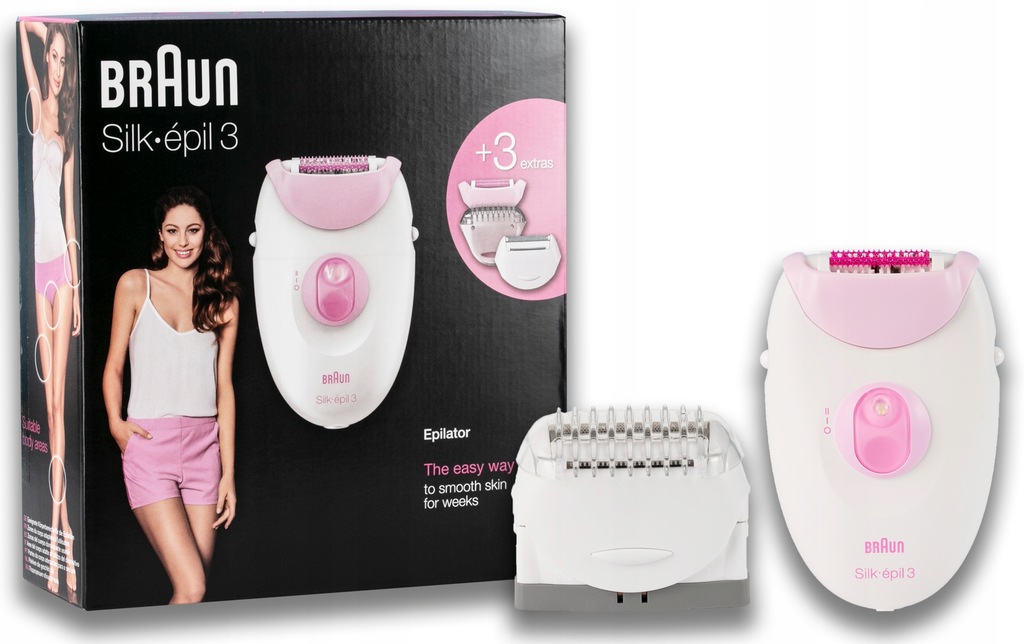 BRAUN
Silk·épil 3
+3 extras
BRAUN
Silk·épil 3
Epilator
The easy way
to smooth skin
for weeks
Suitable
body areas
II
I
O
BRAUN
Silk·épil 3